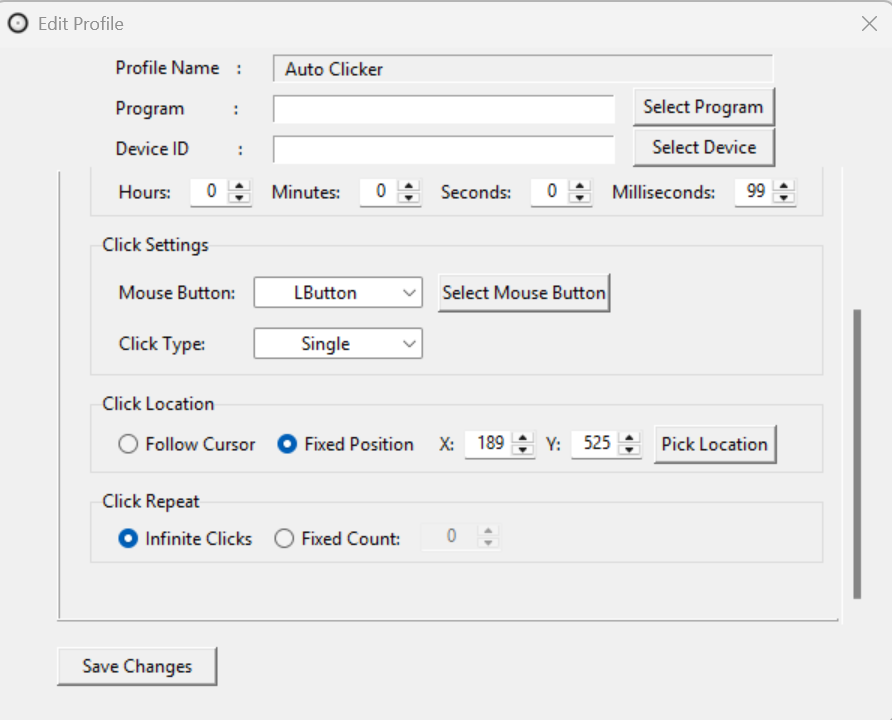 Edit Profile
Profile Name : Auto Clicker
Program : Select Program
Device ID : Select Device
Hours: 0 Minutes: 0 Seconds: 0 Milliseconds: 99
Click Settings
Mouse Button: LButton Select Mouse Button
Click Type: Single
Click Location
Follow Cursor Fixed Position X: 189 Y: 525 Pick Location
Click Repeat
Infinite Clicks Fixed Count: 0
Save Changes